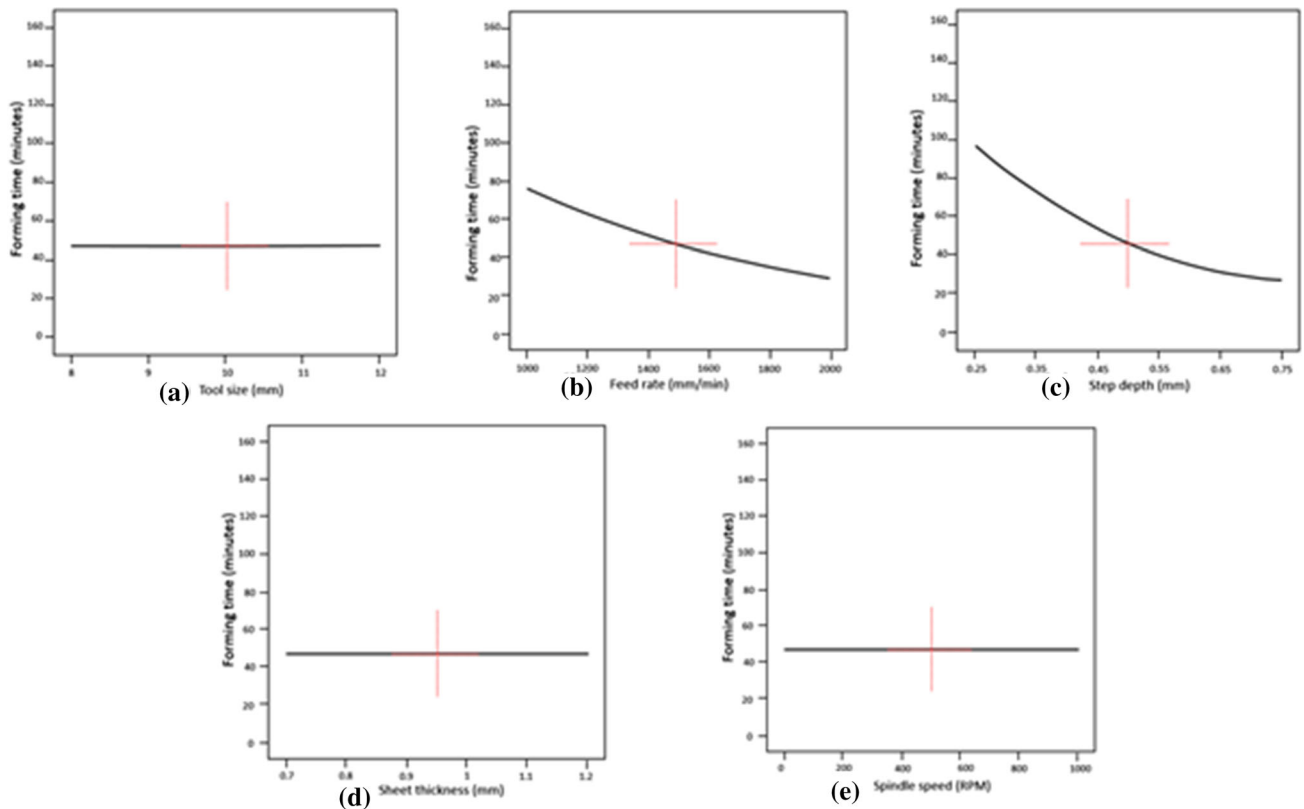 Forming time (minutes)
160
140
120
100
80
60
40
20
0
8 9 10 11 12
Tool size (mm)
(a)
Forming time (minutes)
160
140
120
100
80
60
40
20
0
1000 1200 1400 1600 1800 2000
Feed rate (mm/min)
(b)
Forming time (minutes)
160
140
120
100
80
60
40
20
0
0.25 0.35 0.45 0.55 0.65 0.75
Step depth (mm)
(c)
Forming time (minutes)
160
140
120
100
80
60
40
20
0
0.7 0.8 0.9 1 1.1 1.2
Sheet thickness (mm)
(d)
Forming time (minutes)
160
140
120
100
80
60
40
20
0
0 200 400 600 800 1000
Spindle speed (RPM)
(e)